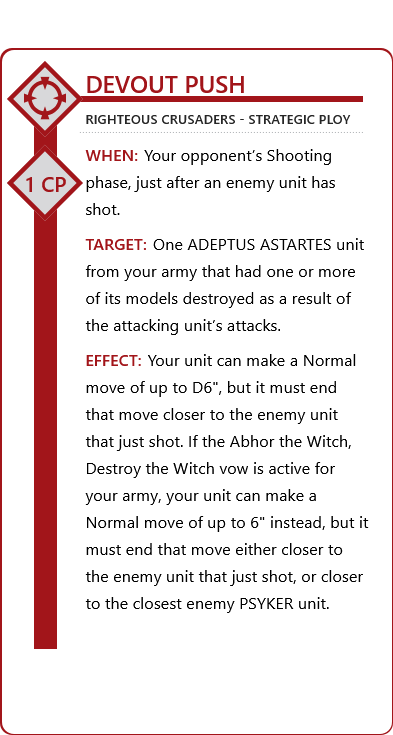 DEVOUT PUSH
RIGHTEOUS CRUSADERS - STRATEGIC PLOY
1 CP
WHEN: Your opponent’s Shooting
phase, just after an enemy unit has
shot.
TARGET: One ADEPTUS ASTARTES unit
from your army that had one or more
of its models destroyed as a result of
the attacking unit’s attacks.
EFFECT: Your unit can make a Normal
move of up to D6", but it must end
that move closer to the enemy unit
that just shot. If the Abhor the Witch,
Destroy the Witch vow is active for
your army, your unit can make a
Normal move of up to 6" instead, but it
must end that move either closer to
the enemy unit that just shot, or closer
to the closest enemy PSYKER unit.